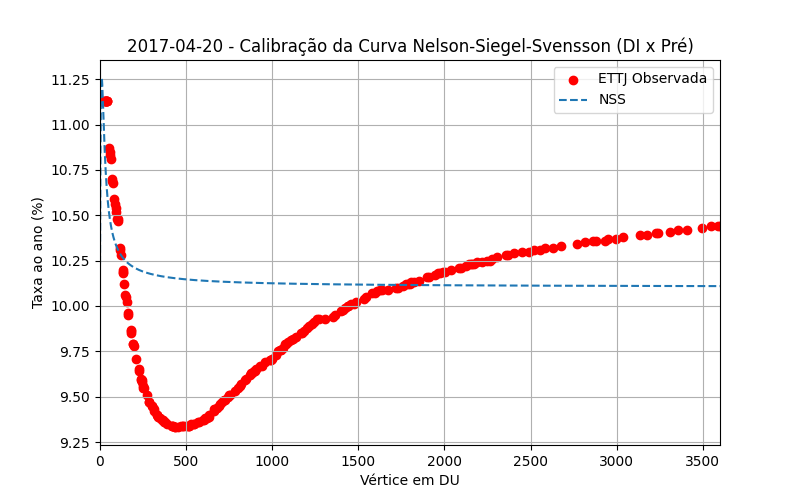 2017-04-20 - Calibração da Curva Nelson-Siegel-Svensson (DI x Pré)
ETTJ Observada
NSS
Taxa ao ano (%)
11.25
11.00
10.75
10.50
10.25
10.00
9.75
9.50
9.25
0 500 1000 1500 2000 2500 3000 3500
Vértice em DU